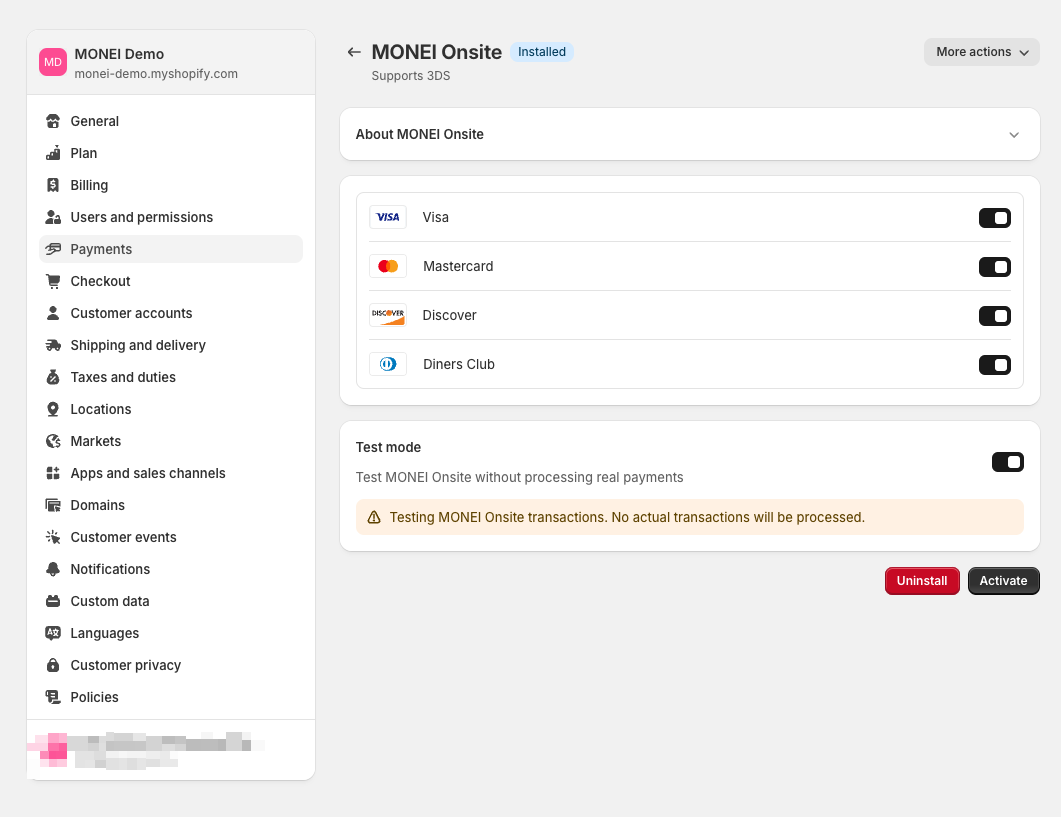 MD
MONEI Demo
monei-demo.myshopify.com
General
Plan
Billing
Users and permissions
Payments
Checkout
Customer accounts
Shipping and delivery
Taxes and duties
Locations
Markets
Apps and sales channels
Domains
Customer events
Notifications
Custom data
Languages
Customer privacy
Policies
MONEI Onsite
Installed
Supports 3DS
More actions
About MONEI Onsite
VISA
Visa
Mastercard
DISCOVER
Discover
Diners Club
Test mode
Test MONEI Onsite without processing real payments
Testing MONEI Onsite transactions. No actual transactions will be processed.
Uninstall
Activate